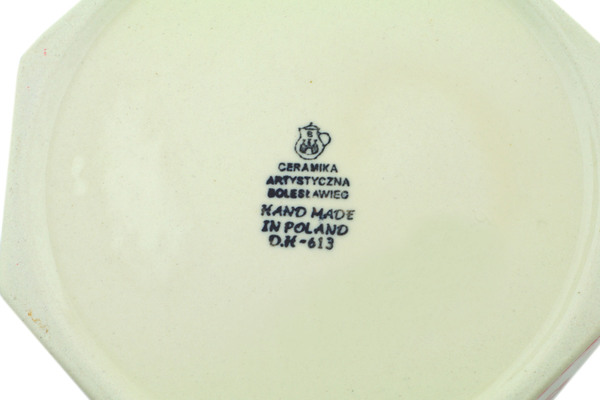 B
CERAMIKA
ARTYSTYCZNA
BOLESŁAWIEC
HAND MADE
IN POLAND
D.H-613